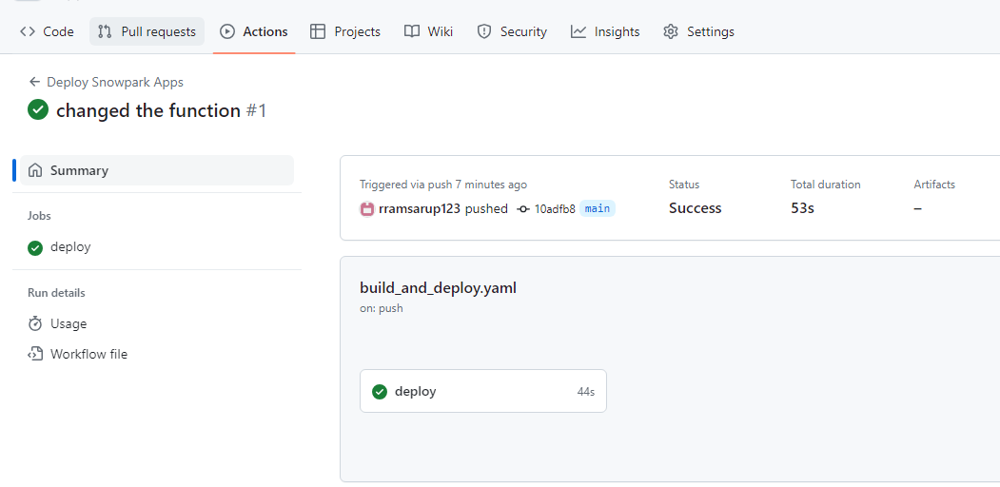 Code Pull requests Actions Projects Wiki Security Insights Settings
Deploy Snowpark Apps
changed the function #1
Summary
Jobs
deploy
Run details
Usage
Workflow file
Triggered via push 7 minutes ago
rramsarup123 pushed 10adfb8 main
Status
Success
Total duration
53s
Artifacts
–
build_and_deploy.yaml
on: push
deploy 44s